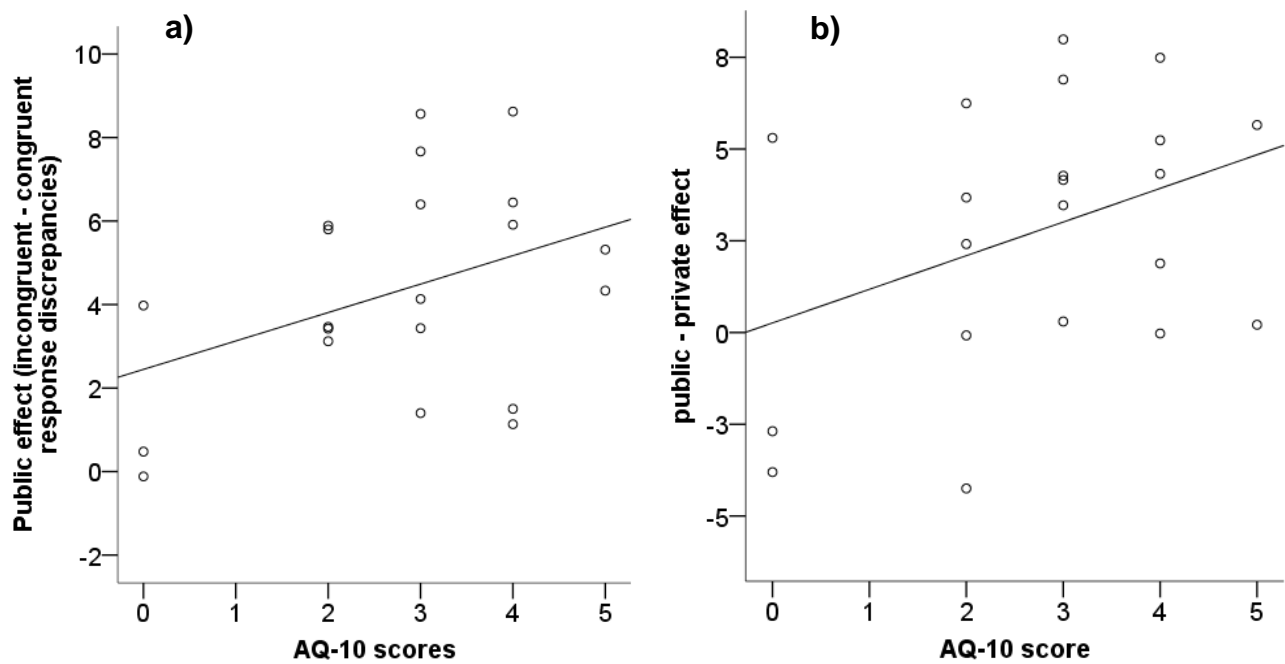 a)
Public effect (incongruent - congruent
response discrepancies)
10
8
6
4
2
0
-2
0 1 2 3 4 5
AQ-10 scores
b)
public - private effect
8
5
3
0
-3
-5
0 1 2 3 4 5
AQ-10 score